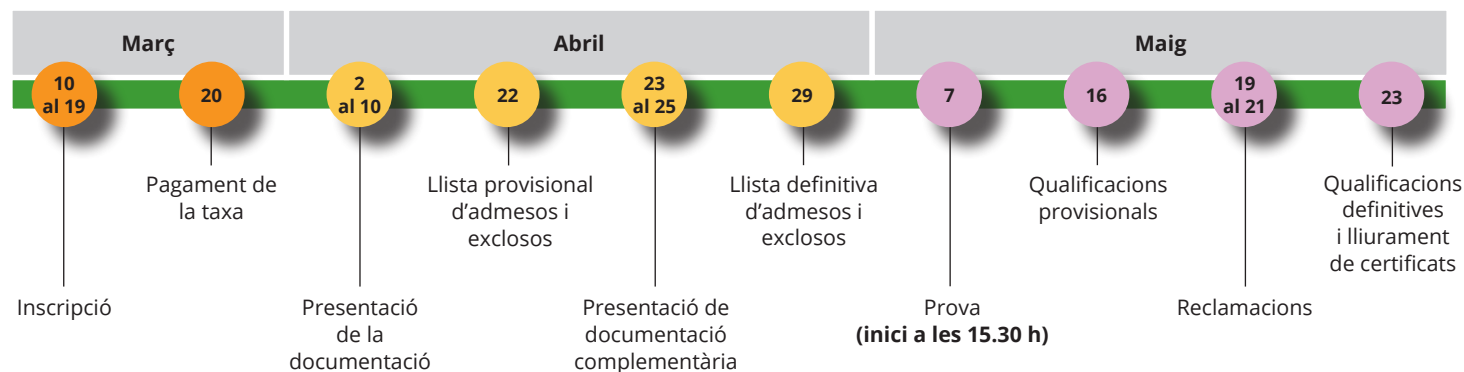 Març
Abril
Maig
10
al 19
20
2
al 10
22
23
al 25
29
7
16
19
al 21
23
Inscripció
Pagament de
la taxa
Presentació
de la
documentació
Llista provisional
d’admesos i
exclosos
Presentació de
documentació
complementària
Llista definitiva
d’admesos i
exclosos
Prova
(inici a les 15.30 h)
Qualificacions
provisionals
Reclamacions
Qualificacions
definitives
i lliurament
de certificats